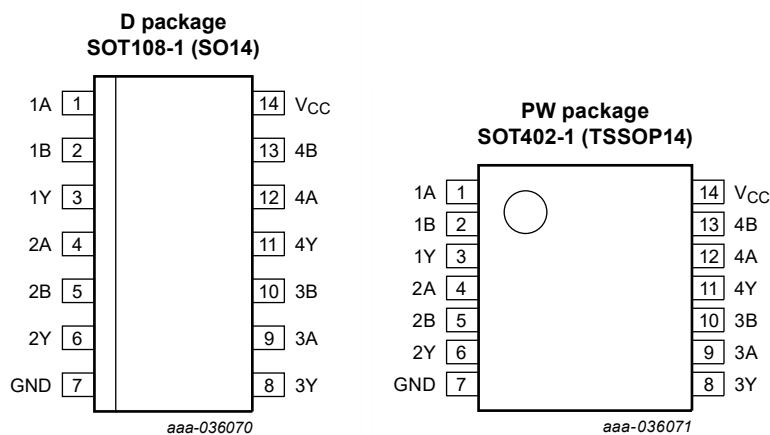 D package
SOT108-1 (SO14)
1A 1 14 VCC
1B 2 13 4B
1Y 3 12 4A
2A 4 11 4Y
2B 5 10 3B
2Y 6 9 3A
GND 7 8 3Y
aaa-036070
PW package
SOT402-1 (TSSOP14)
1A 1 14 VCC
1B 2 13 4B
1Y 3 12 4A
2A 4 11 4Y
2B 5 10 3B
2Y 6 9 3A
GND 7 8 3Y
aaa-036071